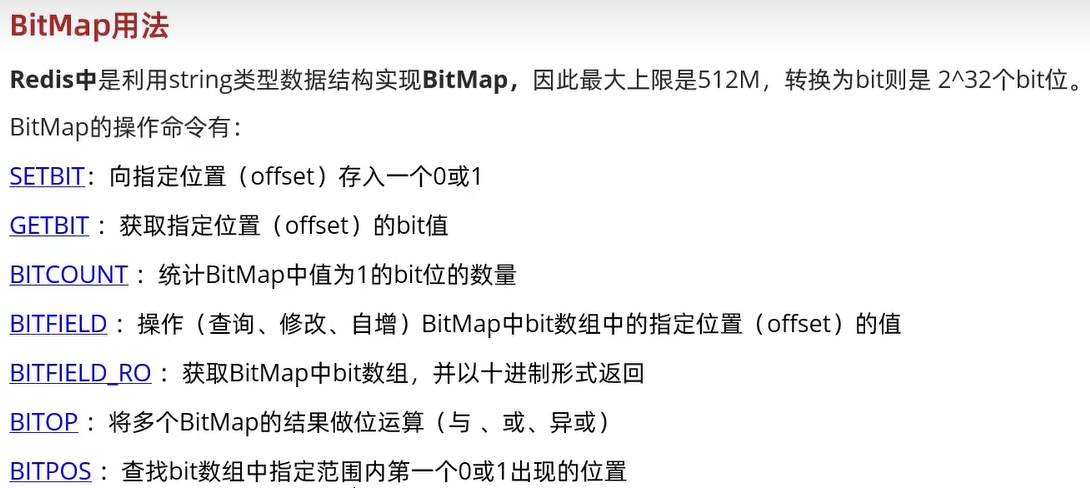 BitMap用法
Redis中是利用string类型数据结构实现BitMap，因此最大上限是512M，转换为bit则是 2^32个bit位。
BitMap的操作命令有：
SETBIT：向指定位置（offset）存入一个0或1
GETBIT ：获取指定位置（offset）的bit值
BITCOUNT ：统计BitMap中值为1的bit位的数量
BITFIELD ：操作（查询、修改、自增）BitMap中bit数组中的指定位置（offset）的值
BITFIELD_RO ：获取BitMap中bit数组，并以十进制形式返回
BITOP ：将多个BitMap的结果做位运算（与 、或、异或）
BITPOS ：查找bit数组中指定范围内第一个0或1出现的位置